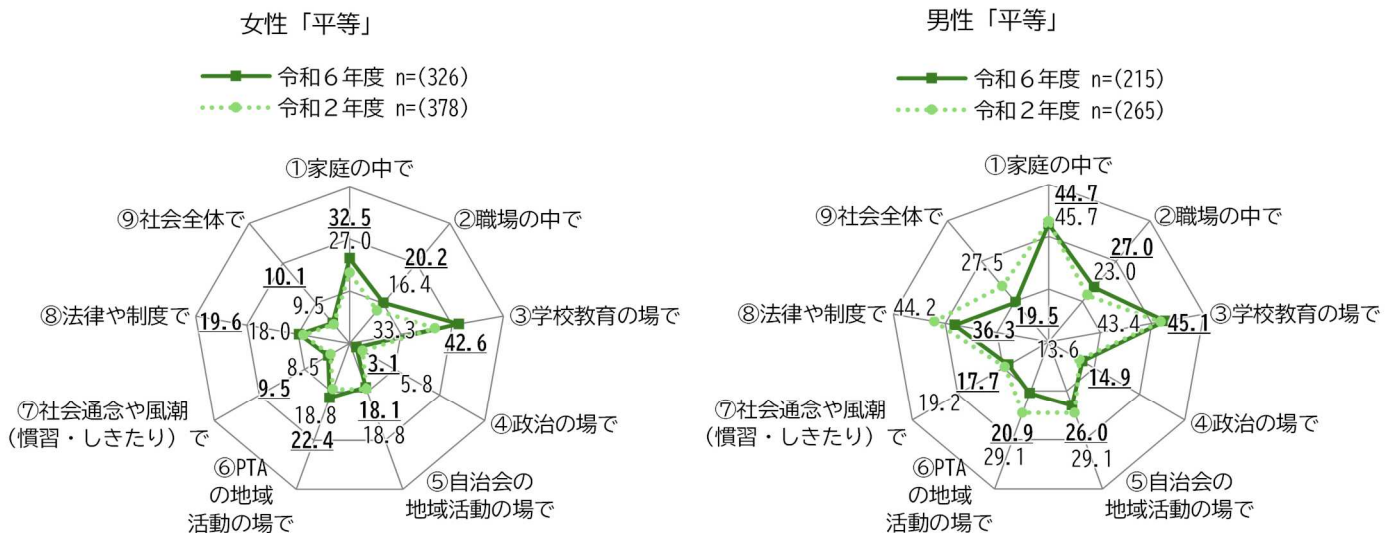 女性「平等」
令和６年度 n=(326)
令和２年度 n=(378)
①家庭の中で
32.5
27.0
②職場の中で
20.2
16.4
③学校教育の場で
33.3
42.6
④政治の場で
3.1
5.8
⑤自治会の
地域活動の場で
18.1
18.8
⑥PTA
の地域
活動の場で
18.8
22.4
⑦社会通念や風潮
（慣習・しきたり）で
8.5
9.5
⑧法律や制度で
19.6
18.0
⑨社会全体で
10.1
9.5
男性「平等」
令和６年度 n=(215)
令和２年度 n=(265)
①家庭の中で
44.7
45.7
②職場の中で
27.0
23.0
③学校教育の場で
43.4
45.1
④政治の場で
13.6
14.9
⑤自治会の
地域活動の場で
26.0
29.1
⑥PTA
の地域
活動の場で
20.9
29.1
⑦社会通念や風潮
（慣習・しきたり）で
17.7
19.2
⑧法律や制度で
44.2
36.3
⑨社会全体で
27.5
19.5